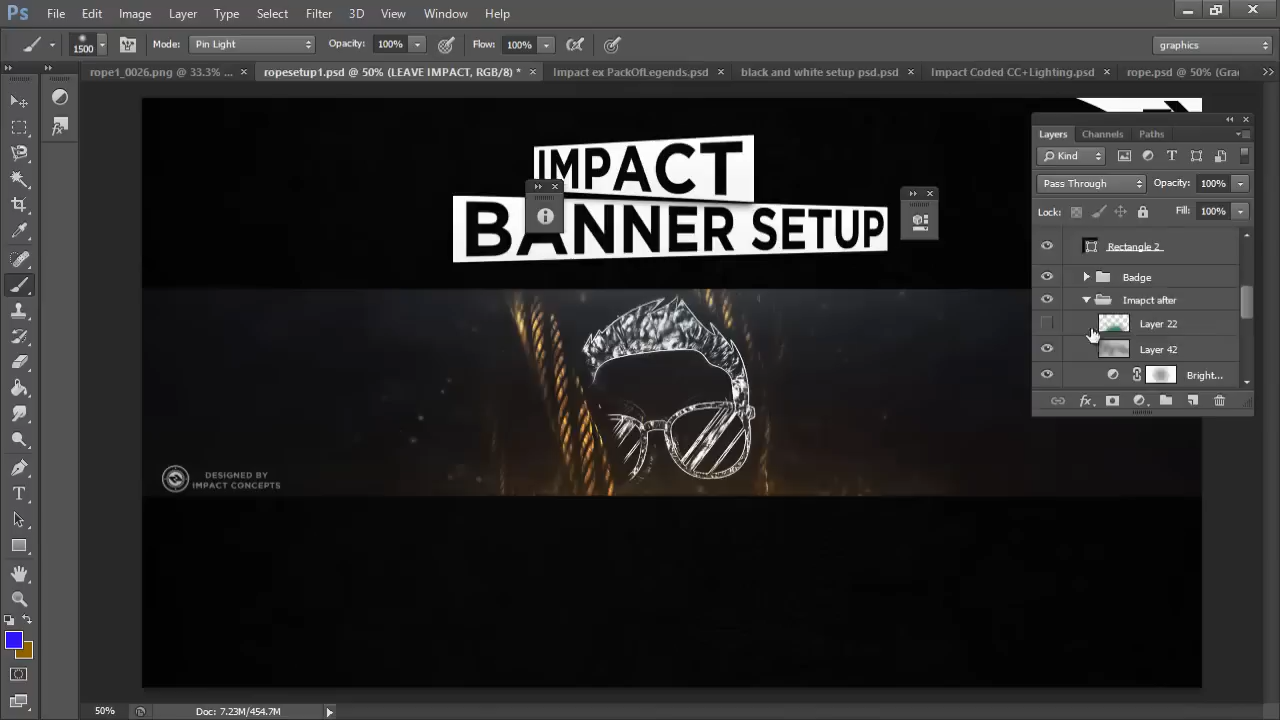 Ps File Edit Image Layer Type Select Filter 3D View Window Help
1500 Mode: Pin Light Opacity: 100% Flow: 100% graphics
rope1_0026.png @ 33.3% ... × ropesetup1.psd @ 50% (LEAVE IMPACT, RGB/8) * × Impact ex PackOfLegends.psd × black and white setup psd.psd × Impact Coded CC+Lighting.psd × rope.psd @ 50% (Gra
IMPACT
BANNER SETUP
DESIGNED BY
IMPACT CONCEPTS
Layers Channels Paths
Kind
Pass Through Opacity: 100%
Lock: Fill: 100%
Rectangle 2
Badge
Imapct after
Layer 22
Layer 42
Bright...
fx
50% Doc: 7.23M/454.7M